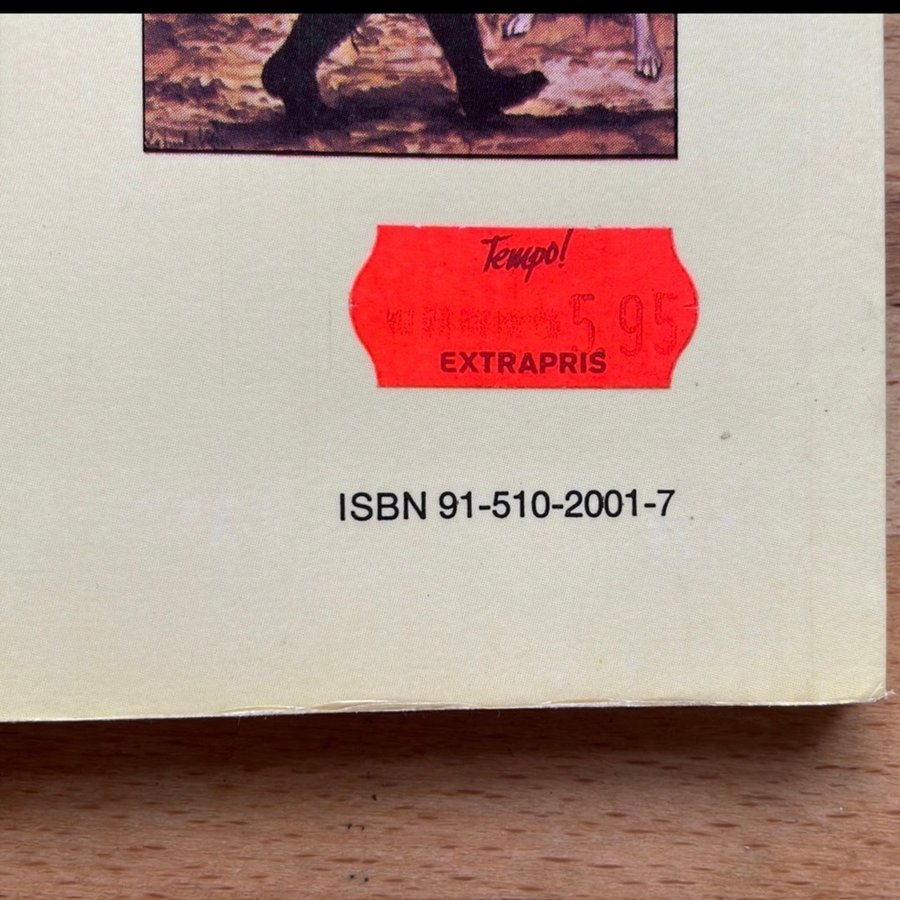 Tempo!
5.95
EXTRAPRIS
ISBN 91-510-2001-7